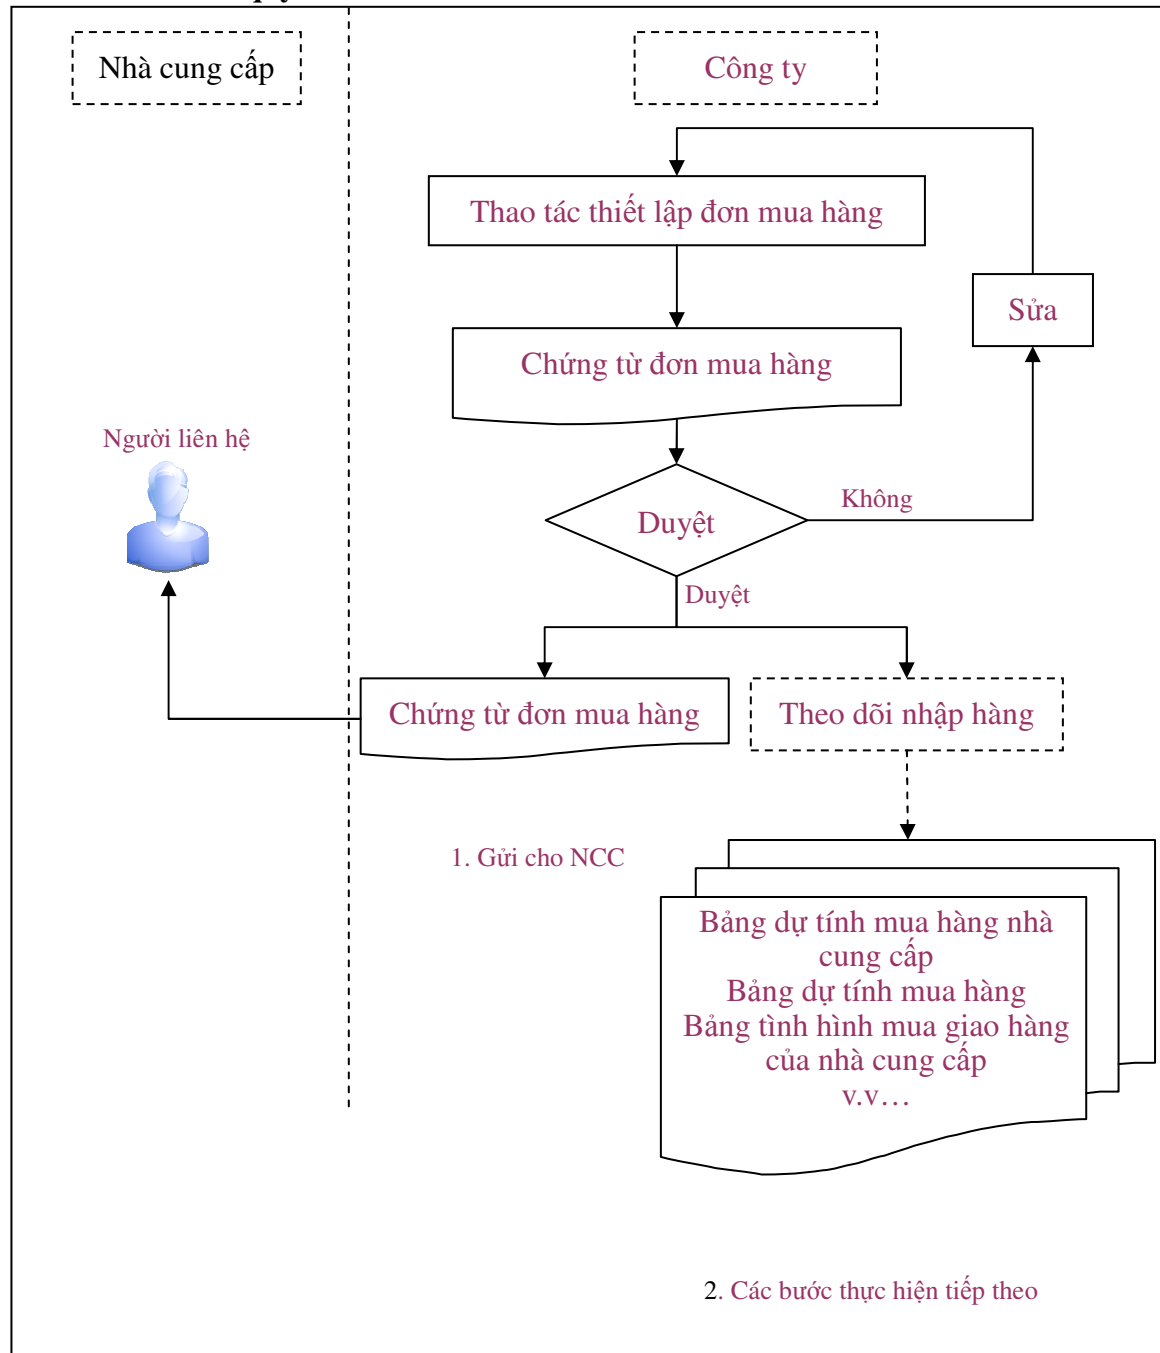 Nhà cung cấp
Công ty
Thao tác thiết lập đơn mua hàng
Sửa
Chứng từ đơn mua hàng
Người liên hệ
Không
Duyệt
Duyệt
Chứng từ đơn mua hàng
Theo dõi nhập hàng
1. Gửi cho NCC
Bảng dự tính mua hàng nhà
cung cấp
Bảng dự tính mua hàng
Bảng tình hình mua giao hàng
của nhà cung cấp
v.v…
2. Các bước thực hiện tiếp theo